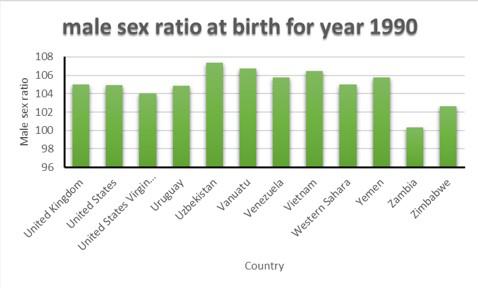 male sex ratio at birth for year 1990
Male sex ratio
108
106
104
102
100
98
96
United Kingdom
United States
United States Virgin...
Uruguay
Uzbekistan
Vanuatu
Venezuela
Vietnam
Western Sahara
Yemen
Zambia
Zimbabwe
Country